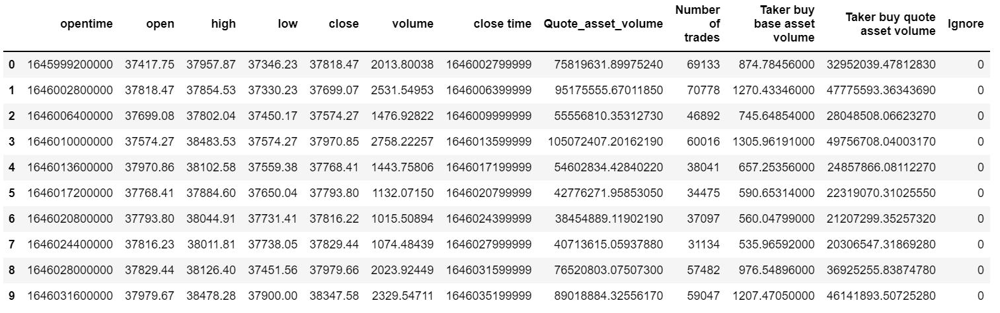 opentime open high low close volume close time Quote_asset_volume Number of trades Taker buy base asset volume Taker buy quote asset volume Ignore
0 1645999200000 37417.75 37957.87 37346.23 37818.47 2013.80038 1646002799999 75819631.89975240 69133 874.78456000 32952039.47812830 0
1 1646002800000 37818.47 37854.53 37330.23 37699.07 2531.54953 1646006399999 95175555.67011850 70778 1270.43346000 47775593.36343690 0
2 1646006400000 37699.08 37802.04 37450.17 37574.27 1476.92822 1646009999999 55556810.35312730 46892 745.64854000 28048508.06623270 0
3 1646010000000 37574.27 38483.53 37574.27 37970.85 2758.22257 1646013599999 105072407.20162190 60016 1305.96191000 49756708.04003170 0
4 1646013600000 37970.86 38102.58 37559.38 37768.41 1443.75806 1646017199999 54602834.42840220 38041 657.25356000 24857866.08112270 0
5 1646017200000 37768.41 37884.60 37650.04 37793.80 1132.07150 1646020799999 42776271.95853050 34475 590.65314000 22319070.31025550 0
6 1646020800000 37793.80 38044.91 37731.41 37816.22 1015.50894 1646024399999 38454889.11902190 37097 560.04799000 21207299.35257320 0
7 1646024400000 37816.23 38011.81 37738.05 37829.44 1074.48439 1646027999999 40713615.05937880 31134 535.96592000 20306547.31869280 0
8 1646028000000 37829.44 38126.40 37451.56 37979.66 2023.92449 1646031599999 76520803.07507300 57482 976.54896000 36925255.83874780 0
9 1646031600000 37979.67 38478.28 37900.00 38347.58 2329.54711 1646035199999 89018884.32556170 59047 1207.47050000 46141893.50725280 0